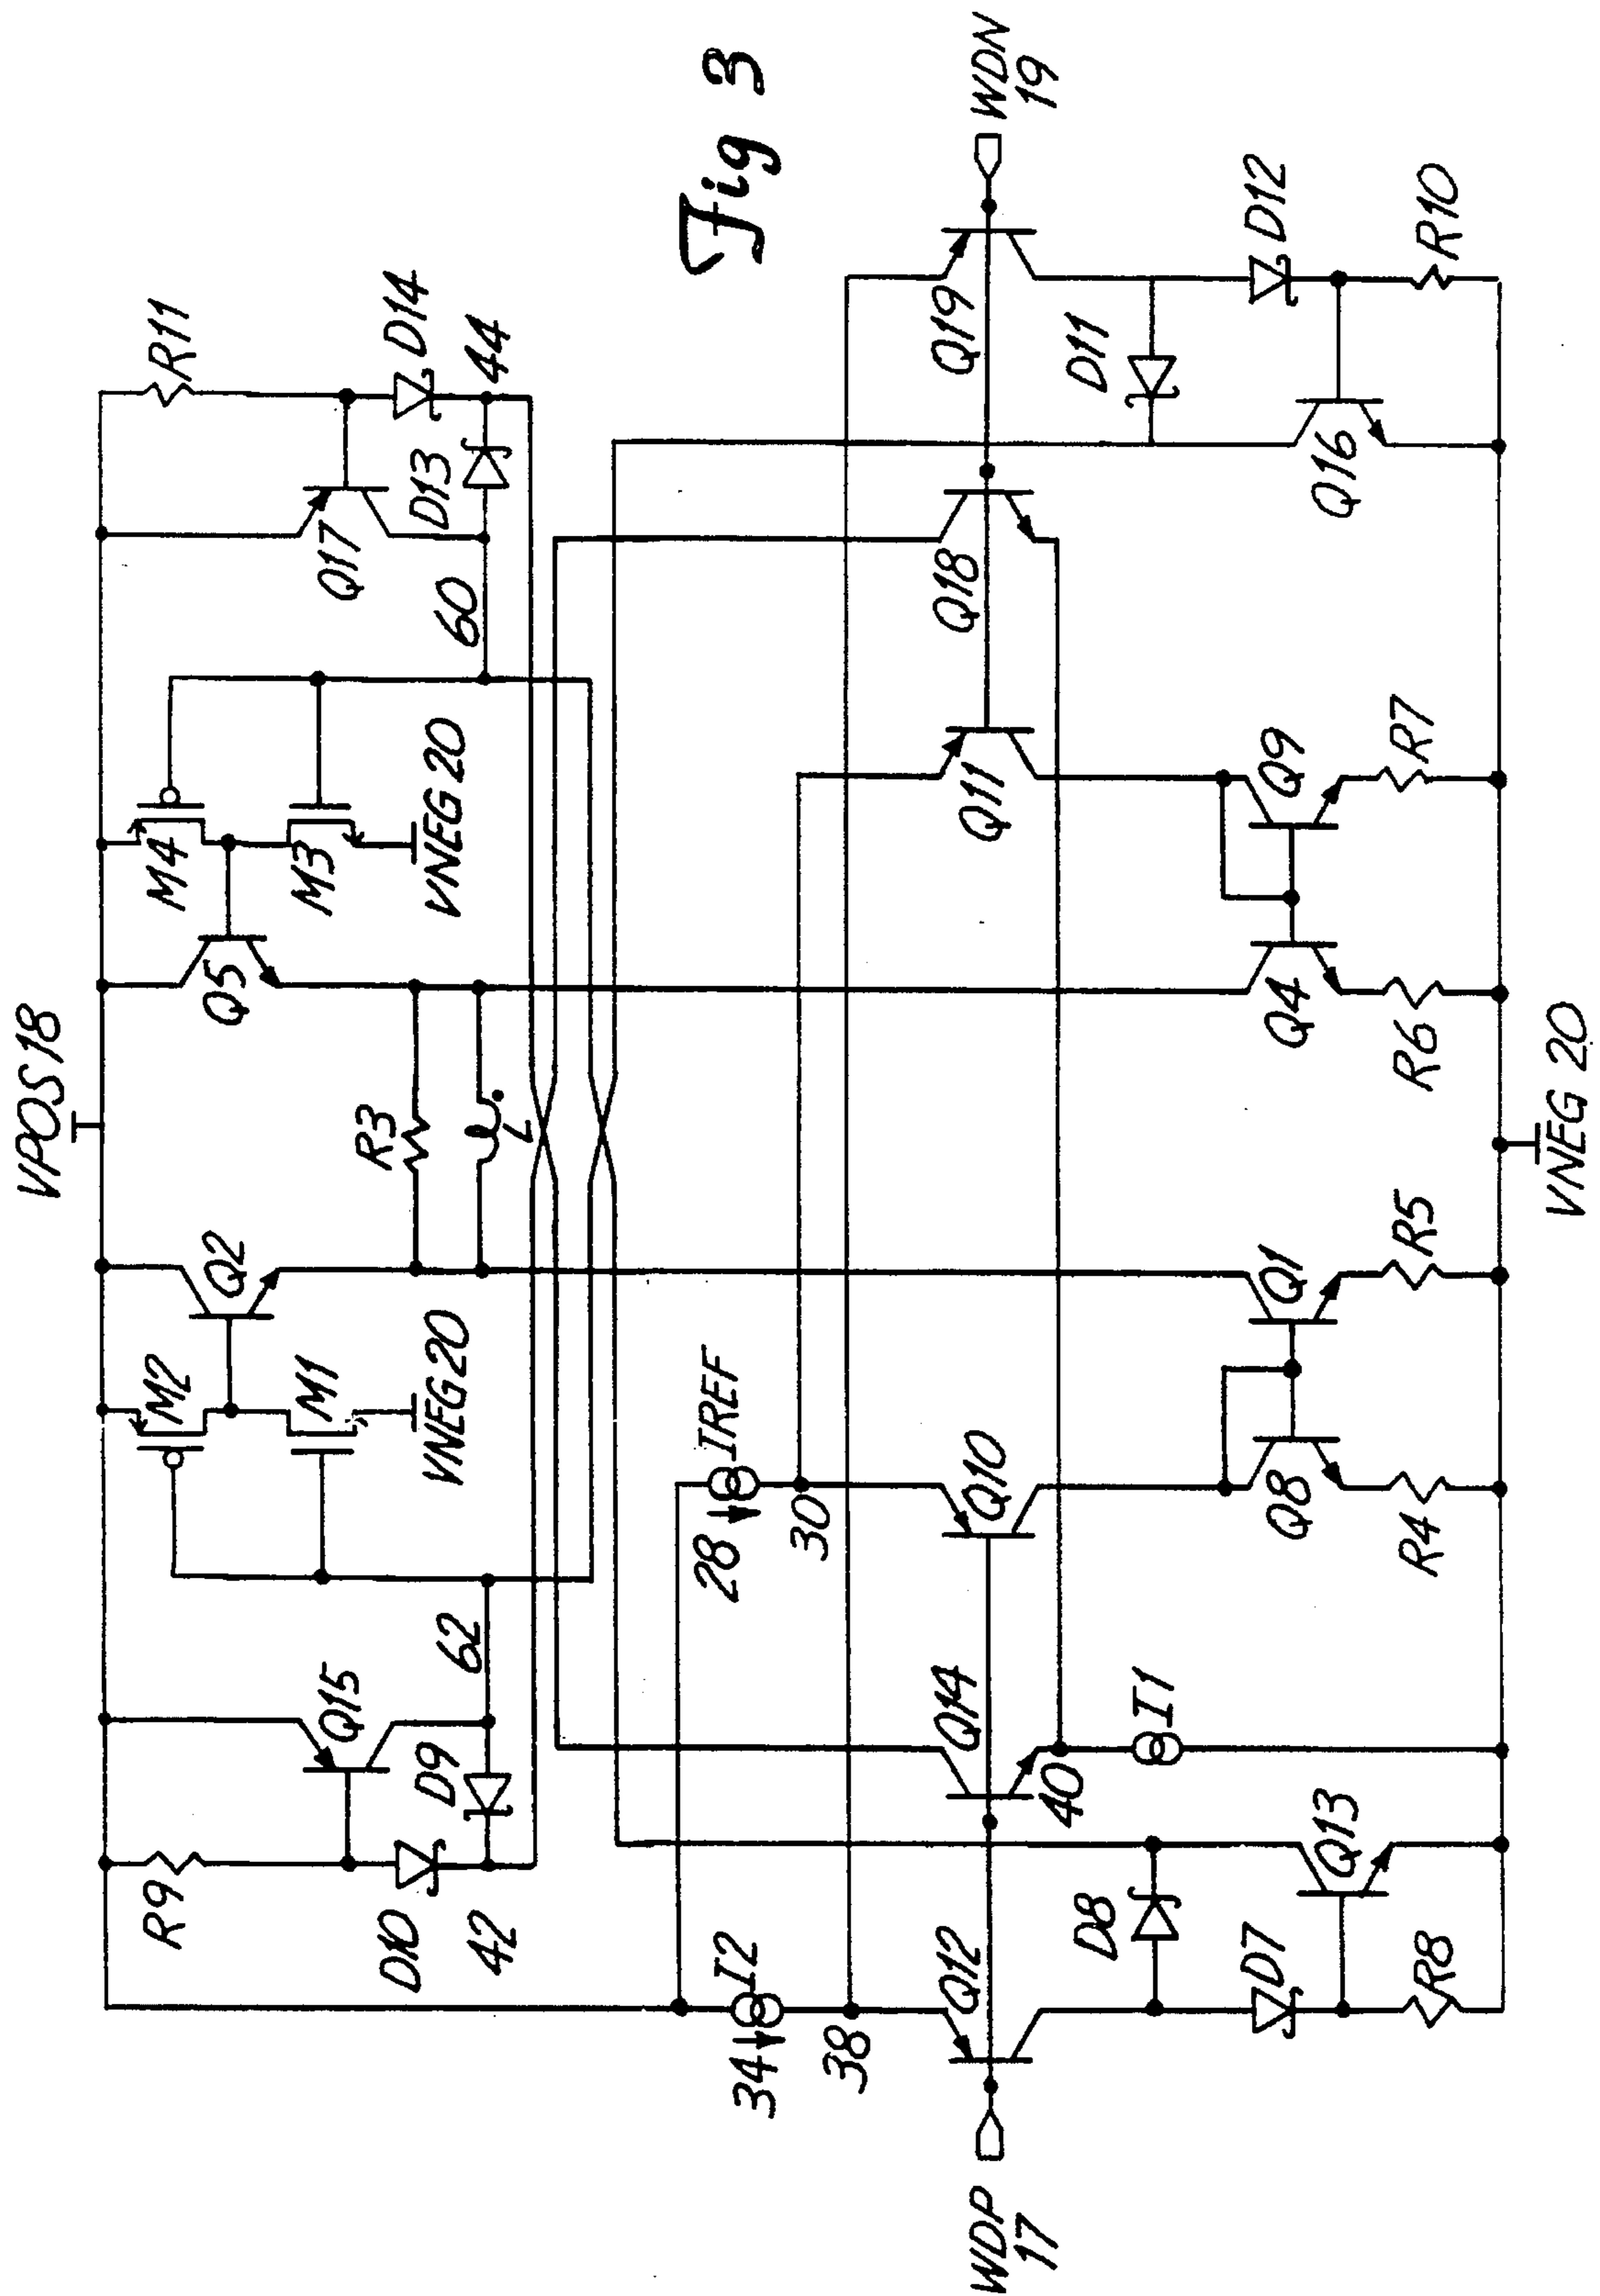 VPOS 18
R9
D10
42
Q15
D9
62
M2
M1
VNEG 20
Q2
R3
L
Q5
M4
M3
VNEG 20
60
Q17
D13
R11
D14
44
34
I2
38
28
IREF
30
WDP
17
Q12
Q14
40
I1
Q10
Q11
Q18
Q19
WDN
19
D8
D7
Q13
R8
Q8
R4
Q1
R5
Q4
R6
Q9
R7
D11
Q16
D12
R10
VNEG 20
Fig 3